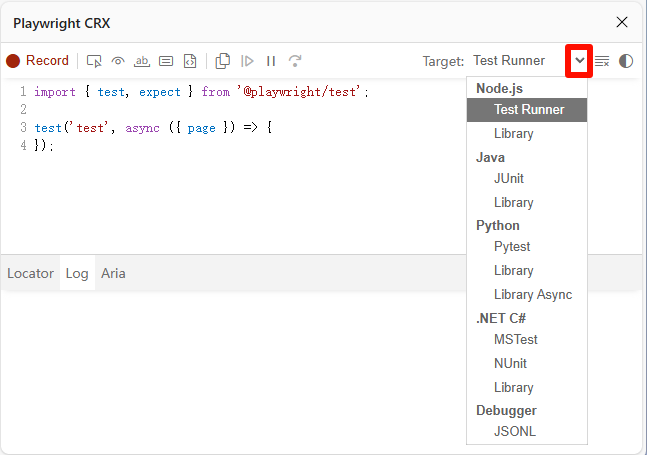 Playwright CRX
Record
Target: Test Runner
1 import { test, expect } from '@playwright/test';
2
3 test('test', async ({ page }) => {
4 });
Node.js
Test Runner
Library
Java
JUnit
Library
Python
Pytest
Library
Library Async
.NET C#
MSTest
NUnit
Library
Debugger
JSONL
Locator Log Aria